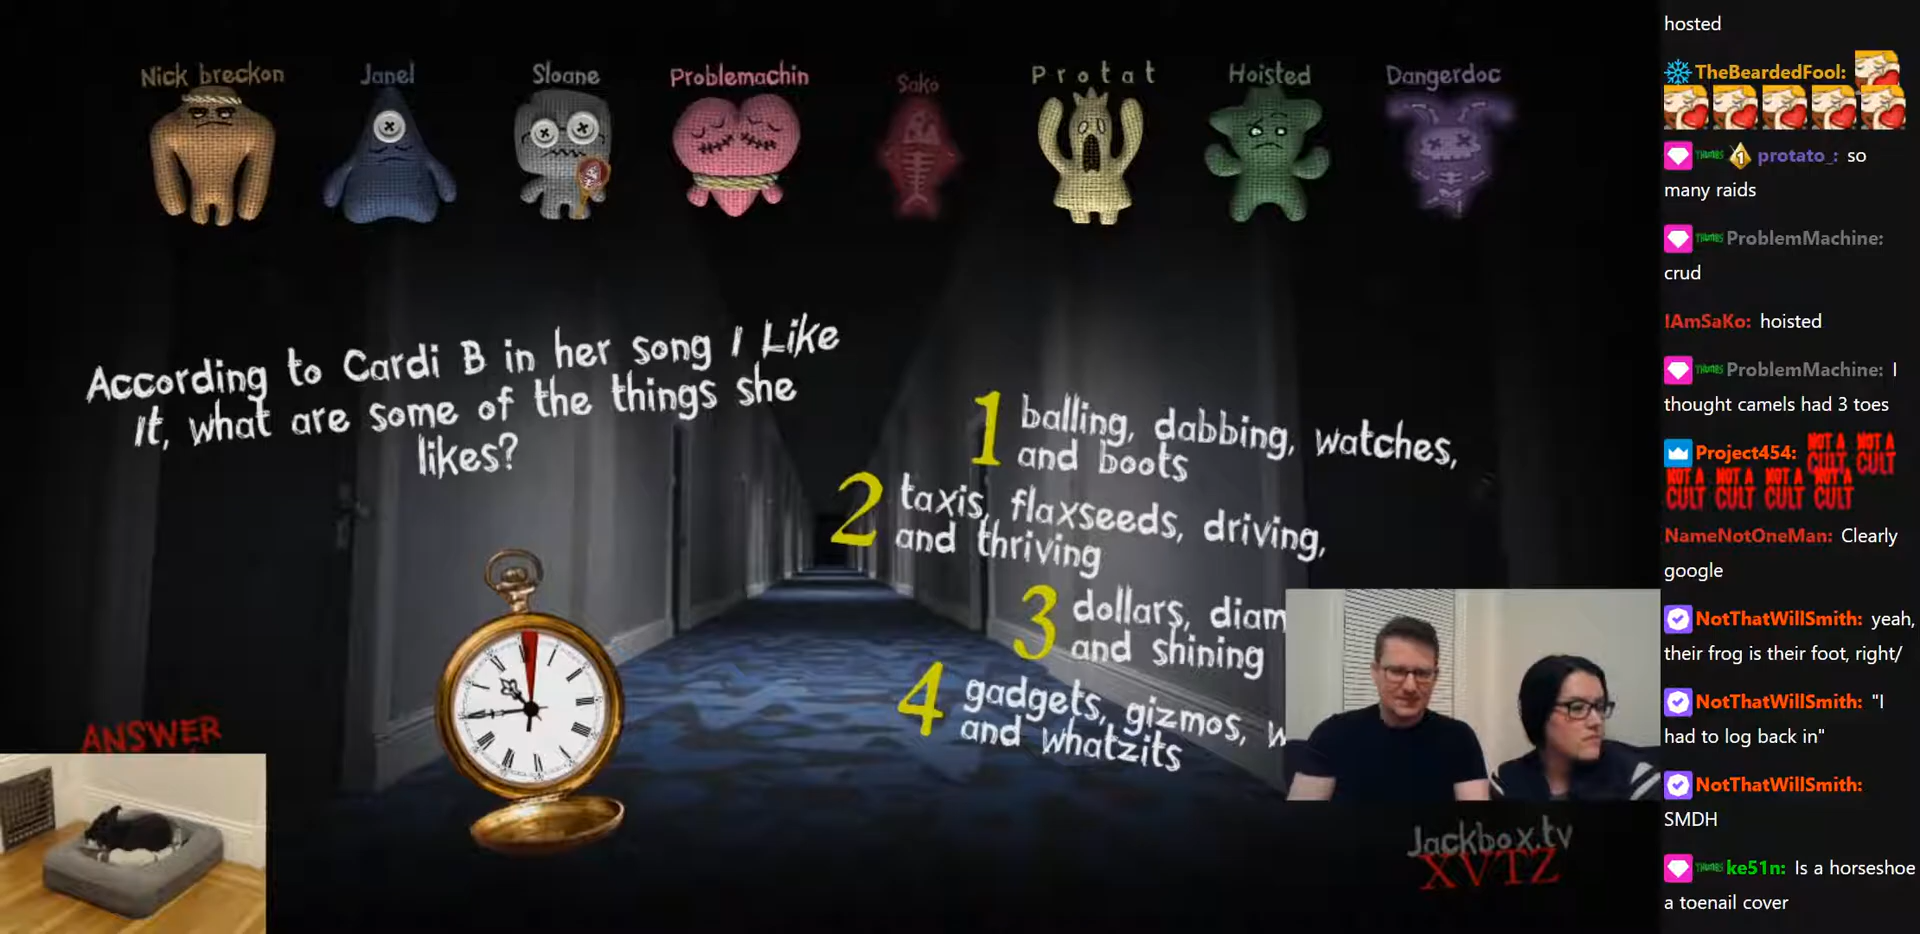 Nick breckon
Janel
Sloane
Problemachin
Sako
Protat
Hoisted
Dangerdoc
According to Cardi B in her song I Like
It, what are some of the things she
likes?
1 balling, dabbing, watches,
and boots
2 taxis, flaxseeds, driving,
and thriving
3 dollars,
and shining
4 gadgets, gizmos,
and whatzits
ANSWER
Jackbox.tv
XVTZ
hosted
TheBeardedFool:
protato_: so
many raids
ProblemMachine:
crud
IAmSaKo: hoisted
ProblemMachine: I
thought camels had 3 toes
Project454: NOT A CULT NOT A CULT
NOT A CULT NOT A CULT NOT A CULT NOT A CULT
NameNotOneMan: Clearly
google
NotThatWillSmith: yeah,
their frog is their foot, right/
NotThatWillSmith: "I
had to log back in"
NotThatWillSmith:
SMDH
ke51n: Is a horseshoe
a toenail cover